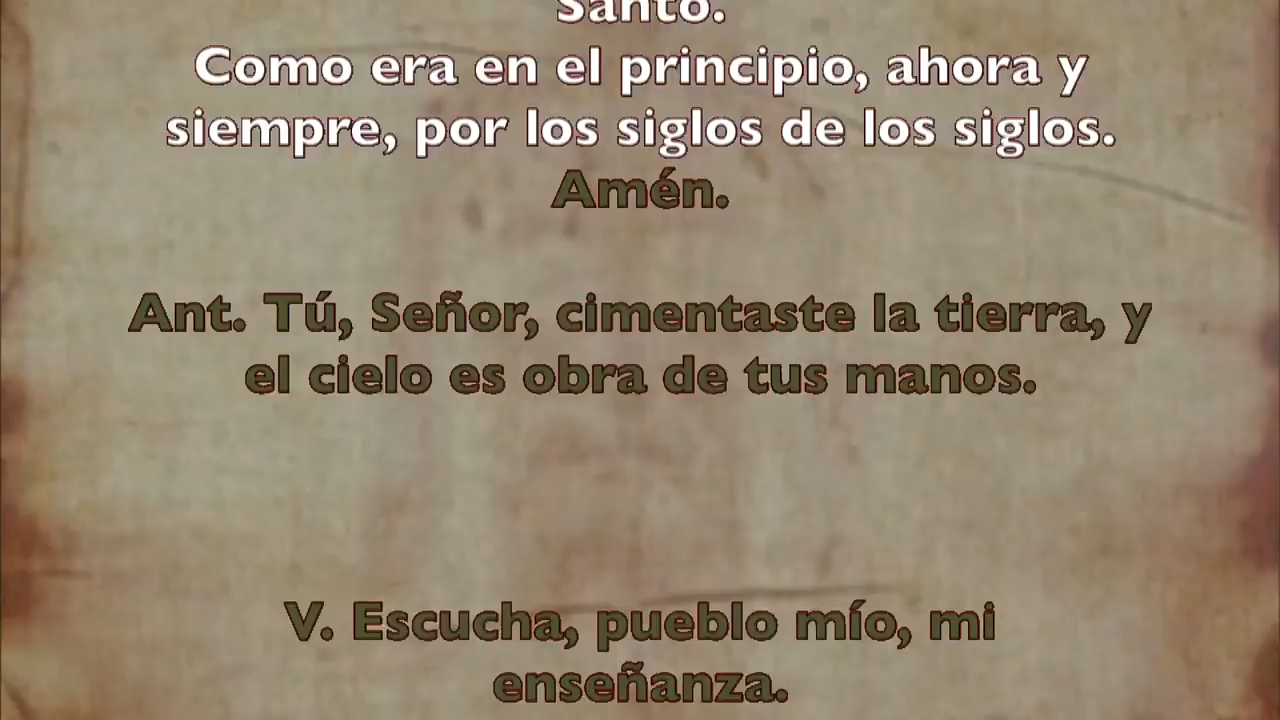 Santo.
Como era en el principio, ahora y
siempre, por los siglos de los siglos.
Amén.
Ant. Tú, Señor, cimentaste la tierra, y
el cielo es obra de tus manos.
V. Escucha, pueblo mío, mi
enseñanza.